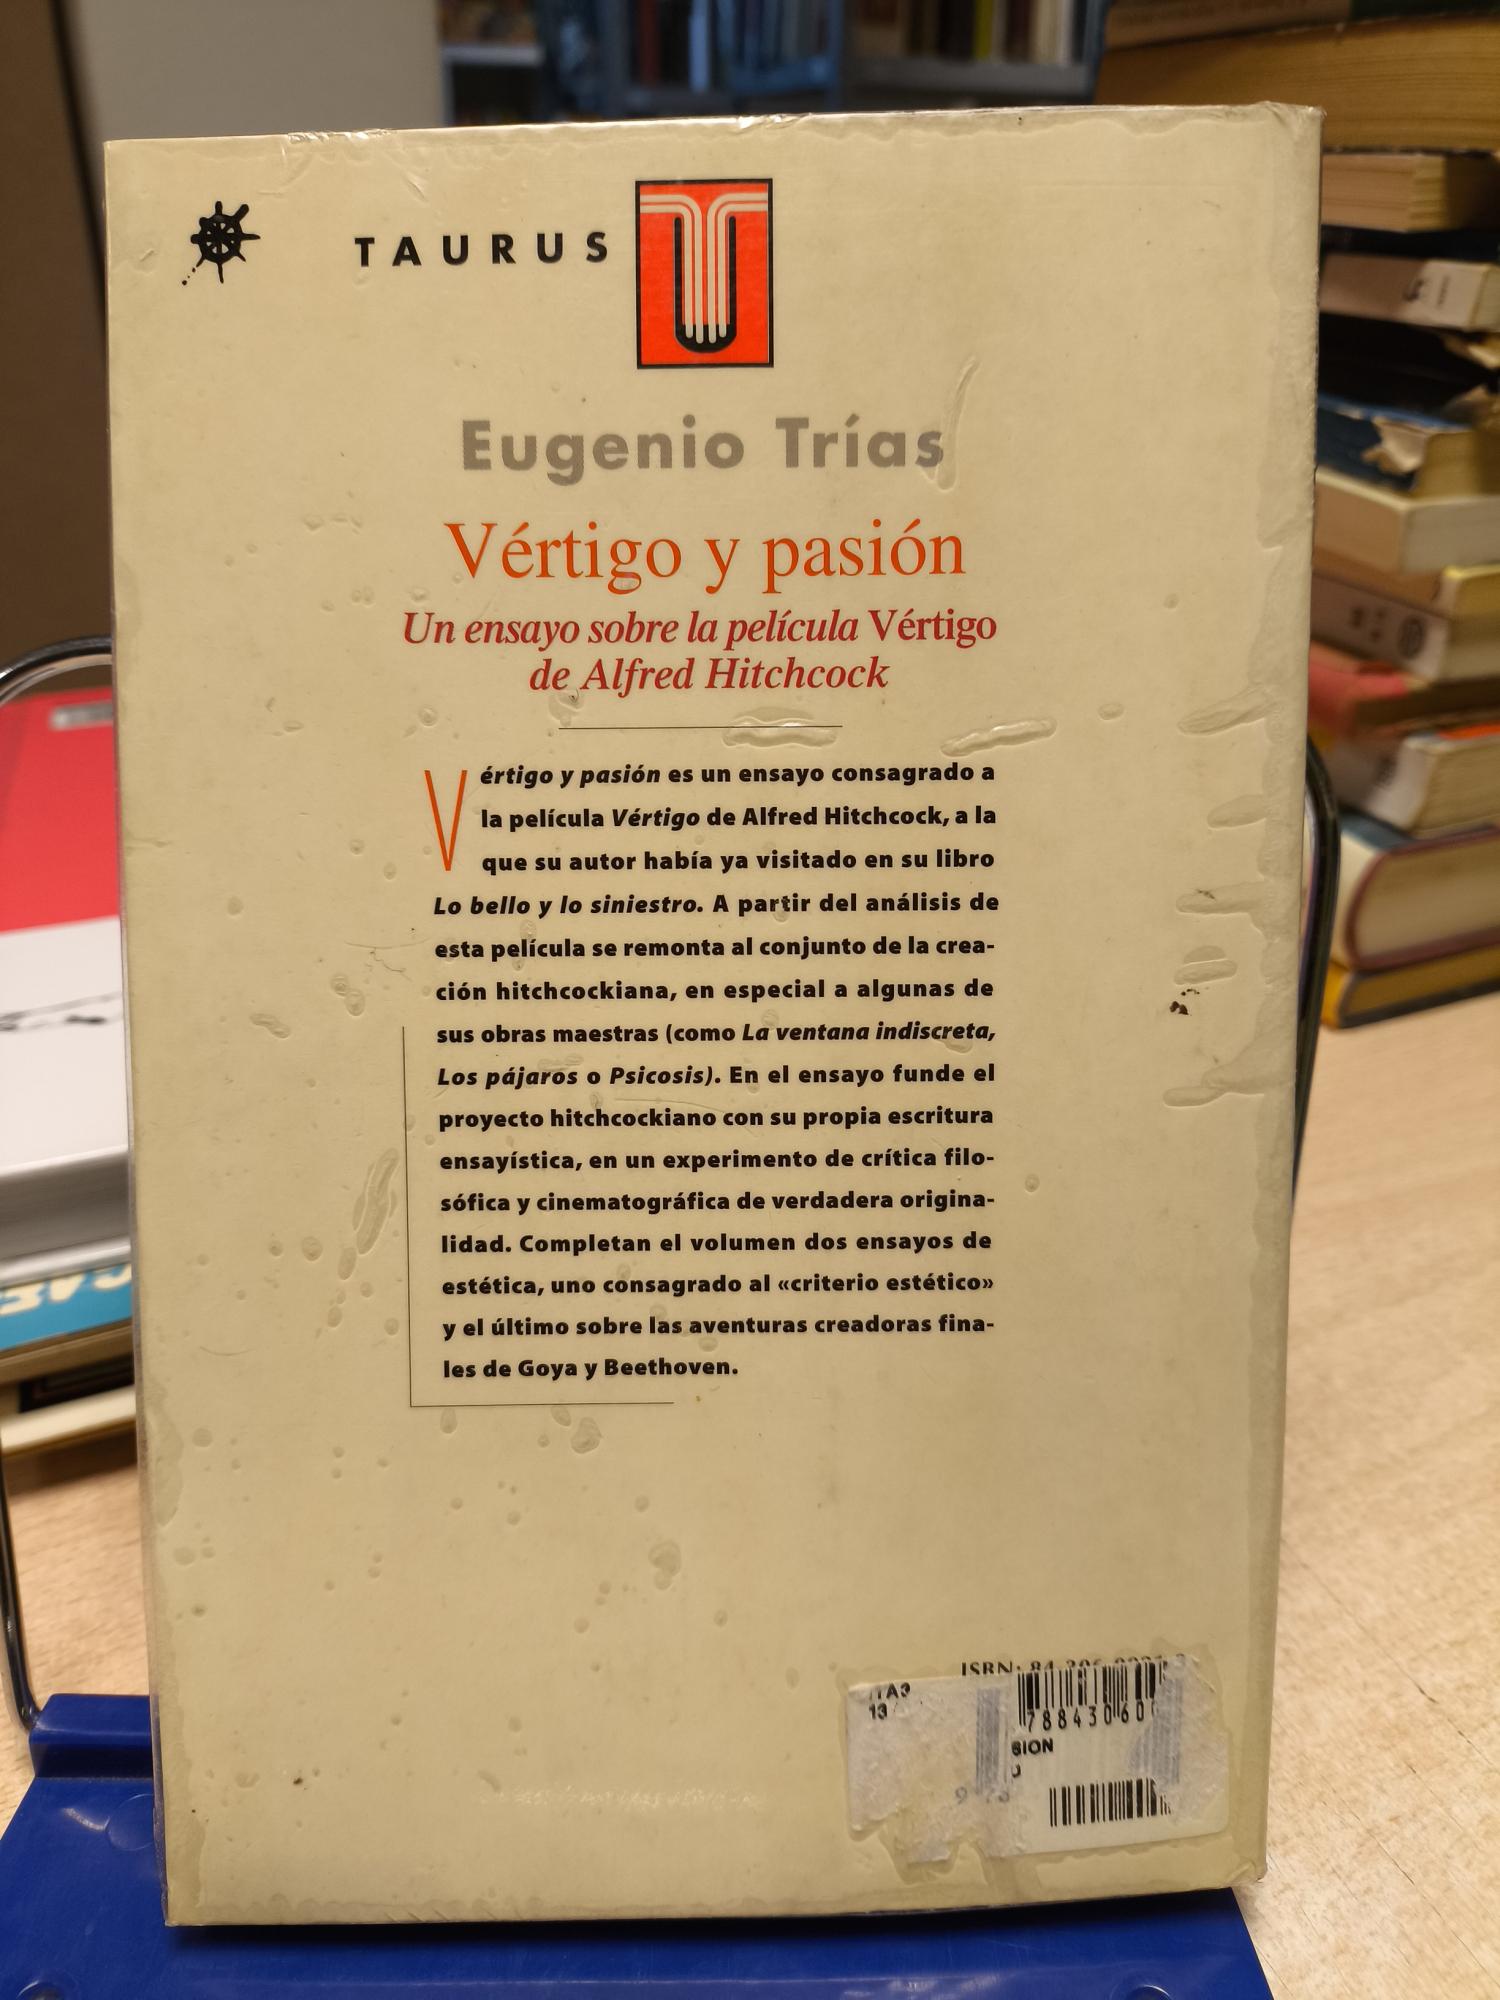 TAURUS
Eugenio Trías
Vértigo y pasión
Un ensayo sobre la película Vértigo
de Alfred Hitchcock
Vértigo y pasión es un ensayo consagrado a
la película Vértigo de Alfred Hitchcock, a la
que su autor había ya visitado en su libro
Lo bello y lo siniestro. A partir del análisis de
esta película se remonta al conjunto de la crea-
ción hitchcockiana, en especial a algunas de
sus obras maestras (como La ventana indiscreta,
Los pájaros o Psicosis). En el ensayo funde el
proyecto hitchcockiano con su propia escritura
ensayística, en un experimento de crítica filo-
sófica y cinematográfica de verdadera origina-
lidad. Completan el volumen dos ensayos de
estética, uno consagrado al «criterio estético»
y el último sobre las aventuras creadoras fina-
les de Goya y Beethoven.
ISBN: 84
13
78843060
SION